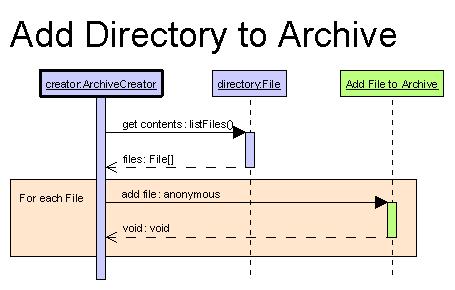 Add Directory to Archive
creator:ArchiveCreator
directory:File
Add File to Archive
get contents: listFiles()
files: File[]
For each File
add file: anonymous
void: void